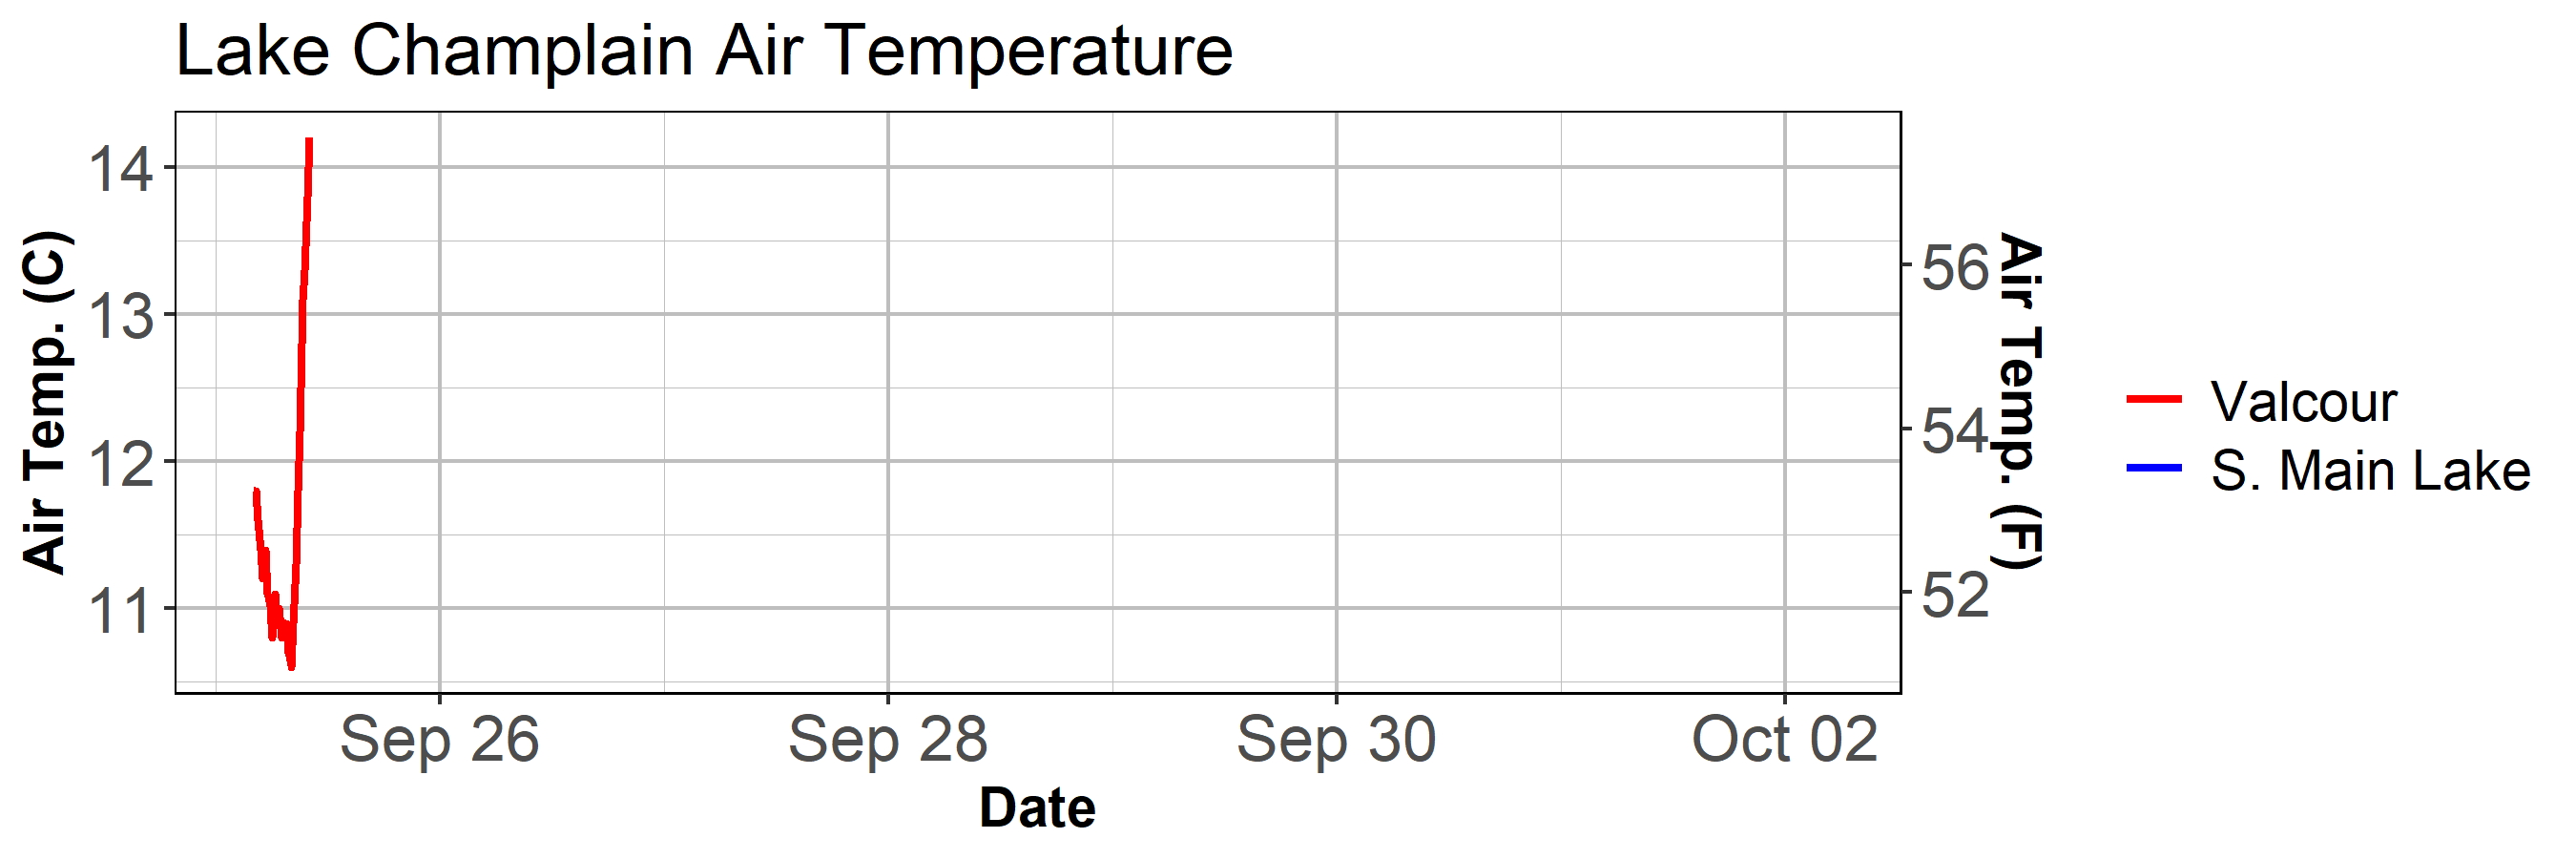 Lake Champlain Air Temperature
Air Temp. (C)
14
13
12
11
56
54
52
Air Temp. (F)
Valcour
S. Main Lake
Sep 26
Sep 28
Sep 30
Oct 02
Date